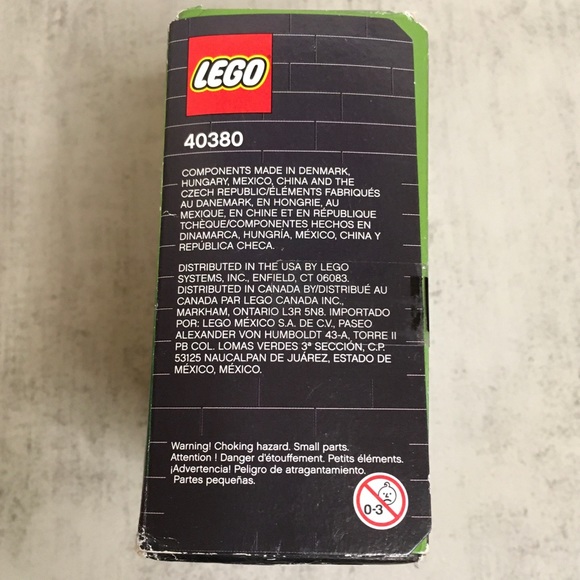 LEGO
40380
COMPONENTS MADE IN DENMARK,
HUNGARY, MEXICO, CHINA AND THE
CZECH REPUBLIC/ÉLÉMENTS FABRIQUÉS
AU DANEMARK, EN HONGRIE, AU
MEXIQUE, EN CHINE ET EN RÉPUBLIQUE
TCHÈQUE/COMPONENTES HECHOS EN
DINAMARCA, HUNGRÍA, MÉXICO, CHINA Y
REPÚBLICA CHECA.
DISTRIBUTED IN THE USA BY LEGO
SYSTEMS, INC., ENFIELD, CT 06083.
DISTRIBUTED IN CANADA BY/DISTRIBUÉ AU
CANADA PAR LEGO CANADA INC.,
MARKHAM, ONTARIO L3R 5N8. IMPORTADO
POR: LEGO MÉXICO S.A. DE C.V., PASEO
ALEXANDER VON HUMBOLDT 43-A, TORRE II
PB COL. LOMAS VERDES 3ª SECCIÓN, C.P.
53125 NAUCALPAN DE JUÁREZ, ESTADO DE
MÉXICO, MÉXICO.
Warning! Choking hazard. Small parts.
Attention ! Danger d'étouffement. Petits éléments.
¡Advertencia! Peligro de atragantamiento.
Partes pequeñas.
0-3